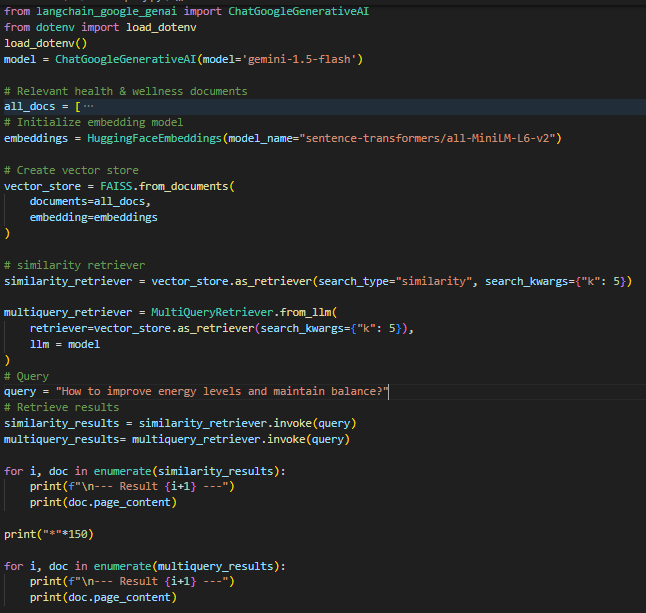 from langchain_google_genai import ChatGoogleGenerativeAI
from dotenv import load_dotenv
load_dotenv()
model = ChatGoogleGenerativeAI(model='gemini-1.5-flash')

# Relevant health & wellness documents
all_docs = [ ···
# Initialize embedding model
embeddings = HuggingFaceEmbeddings(model_name="sentence-transformers/all-MiniLM-L6-v2")

# Create vector store
vector_store = FAISS.from_documents(
    documents=all_docs,
    embedding=embeddings
)

# similarity retriever
similarity_retriever = vector_store.as_retriever(search_type="similarity", search_kwargs={"k": 5})

multiquery_retriever = MultiQueryRetriever.from_llm(
    retriever=vector_store.as_retriever(search_kwargs={"k": 5}),
    llm = model
)
# Query
query = "How to improve energy levels and maintain balance?"
# Retrieve results
similarity_results = similarity_retriever.invoke(query)
multiquery_results= multiquery_retriever.invoke(query)

for i, doc in enumerate(similarity_results):
    print(f"\n--- Result {i+1} ---")
    print(doc.page_content)

print("*"*150)

for i, doc in enumerate(multiquery_results):
    print(f"\n--- Result {i+1} ---")
    print(doc.page_content)